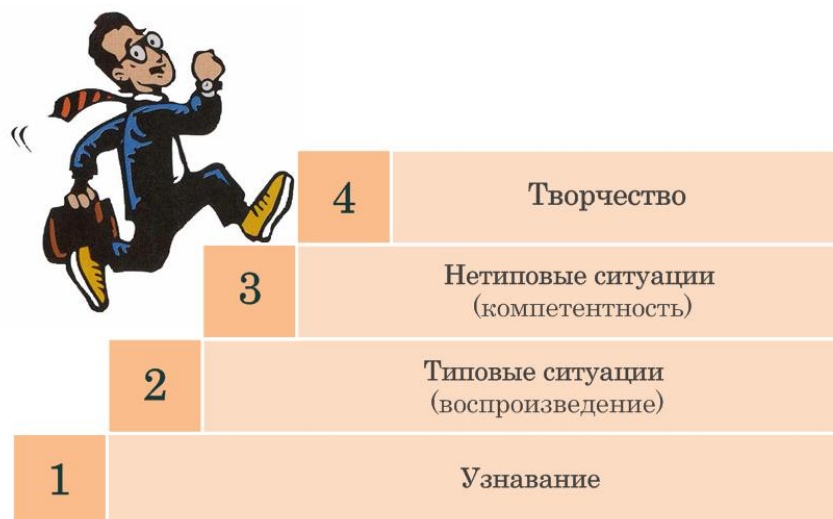 4
Творчество
3
Нетиповые ситуации
(компетентность)
2
Типовые ситуации
(воспроизведение)
1
Узнавание